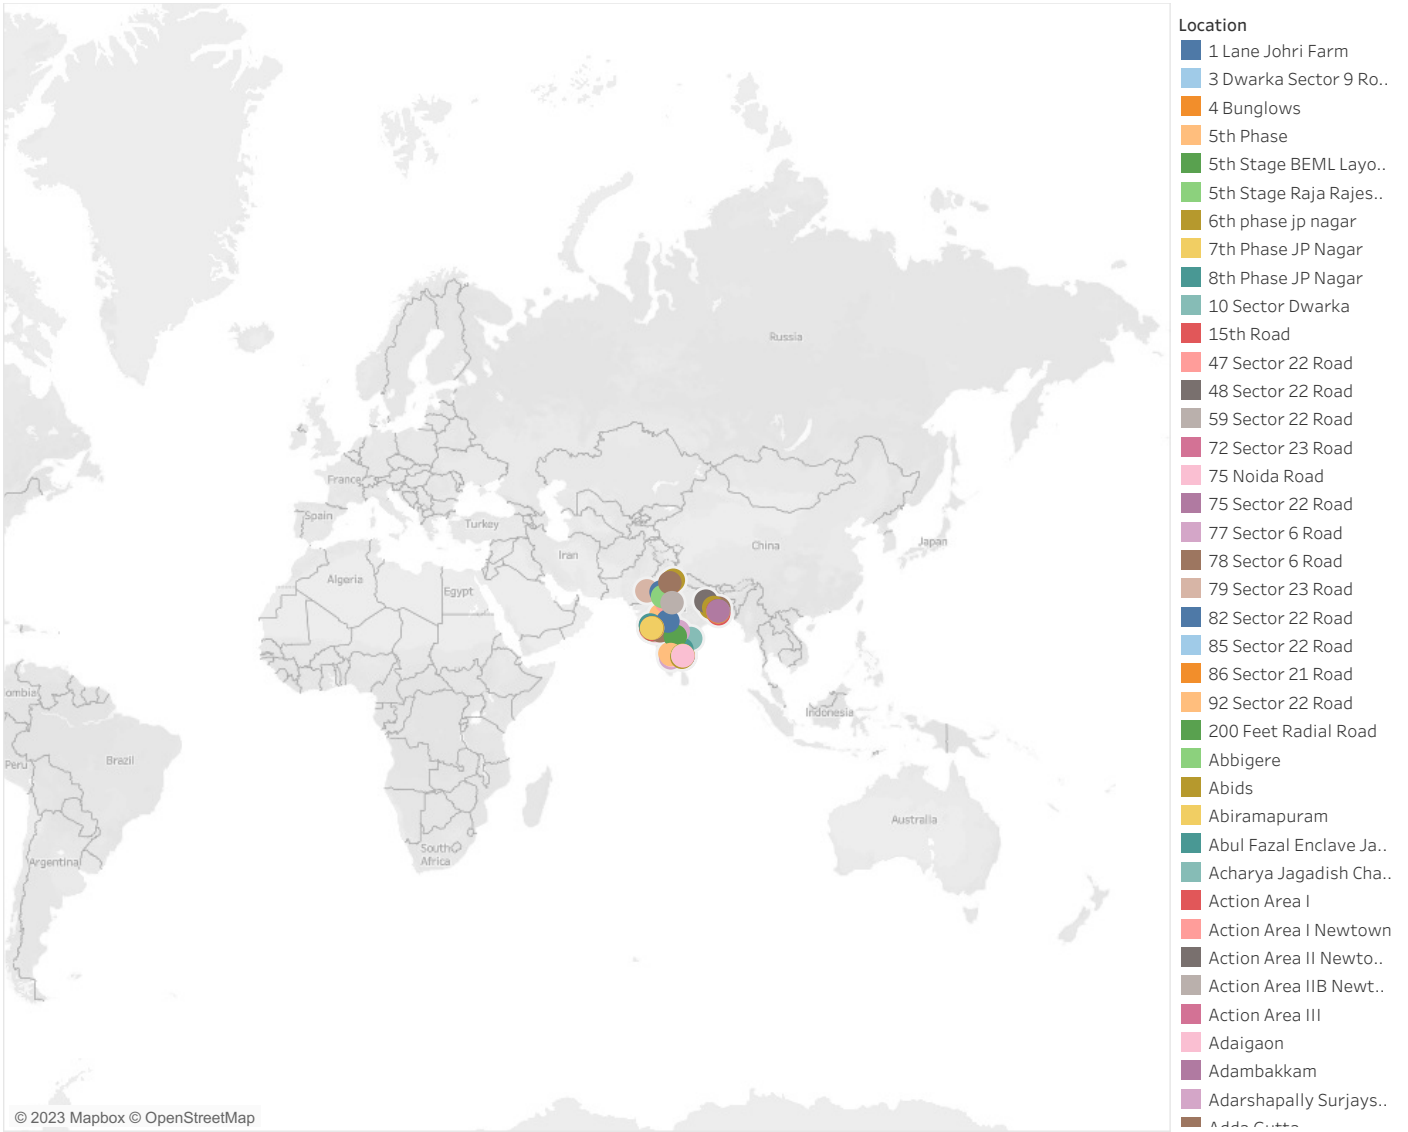 Russia
France
Spain
Turkey
Iran
China
Japan
Algeria
Egypt
ombia
Indonesia
Peru
Brazil
Australia
South
Africa
Argentina
© 2023 Mapbox © OpenStreetMap
Location
1 Lane Johri Farm
3 Dwarka Sector 9 Ro..
4 Bunglows
5th Phase
5th Stage BEML Layo..
5th Stage Raja Rajes..
6th phase jp nagar
7th Phase JP Nagar
8th Phase JP Nagar
10 Sector Dwarka
15th Road
47 Sector 22 Road
48 Sector 22 Road
59 Sector 22 Road
72 Sector 23 Road
75 Noida Road
75 Sector 22 Road
77 Sector 6 Road
78 Sector 6 Road
79 Sector 23 Road
82 Sector 22 Road
85 Sector 22 Road
86 Sector 21 Road
92 Sector 22 Road
200 Feet Radial Road
Abbigere
Abids
Abiramapuram
Abul Fazal Enclave Ja..
Acharya Jagadish Cha..
Action Area I
Action Area I Newtown
Action Area II Newto..
Action Area IIB Newt..
Action Area III
Adaigaon
Adambakkam
Adarshapally Surjays..